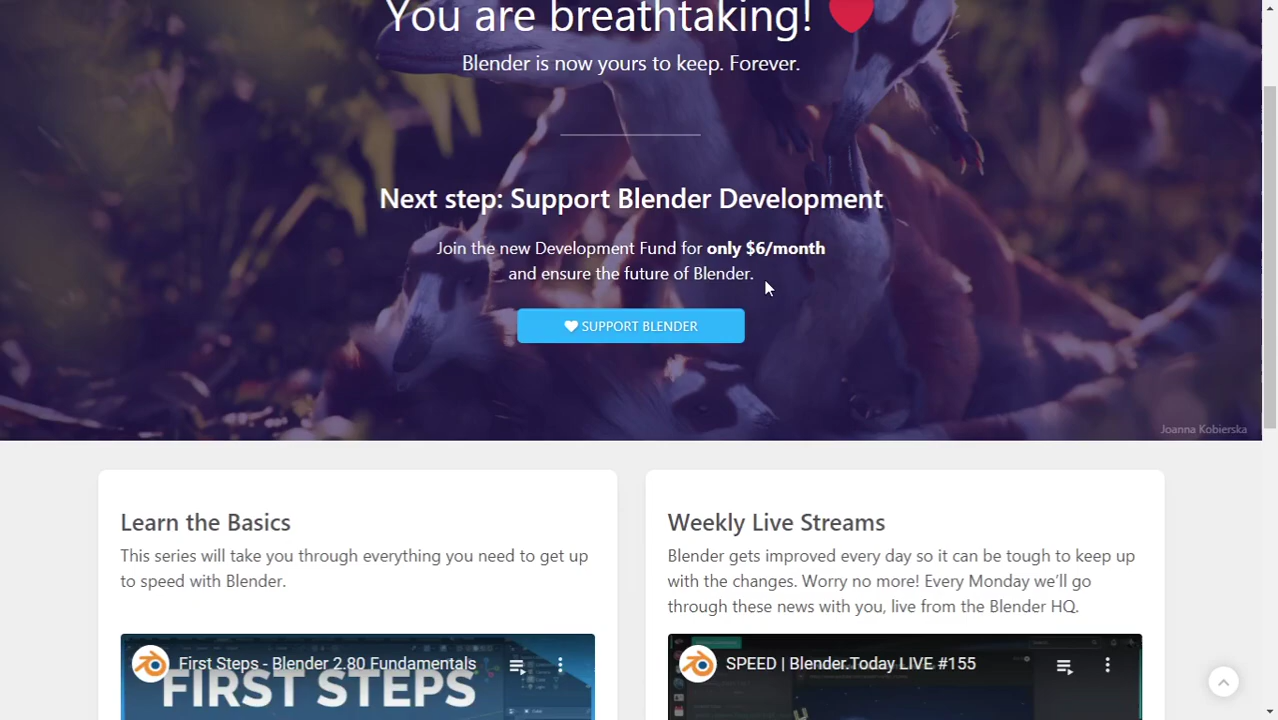 You are breathtaking!
Blender is now yours to keep. Forever.
Next step: Support Blender Development
Join the new Development Fund for only $6/month
and ensure the future of Blender.
SUPPORT BLENDER
Joanna Kobierska
Learn the Basics
This series will take you through everything you need to get up
to speed with Blender.
First Steps - Blender 2.80 Fundamentals
FIRST STEPS
Weekly Live Streams
Blender gets improved every day so it can be tough to keep up
with the changes. Worry no more! Every Monday we’ll go
through these news with you, live from the Blender HQ.
SPEED | Blender.Today LIVE #155